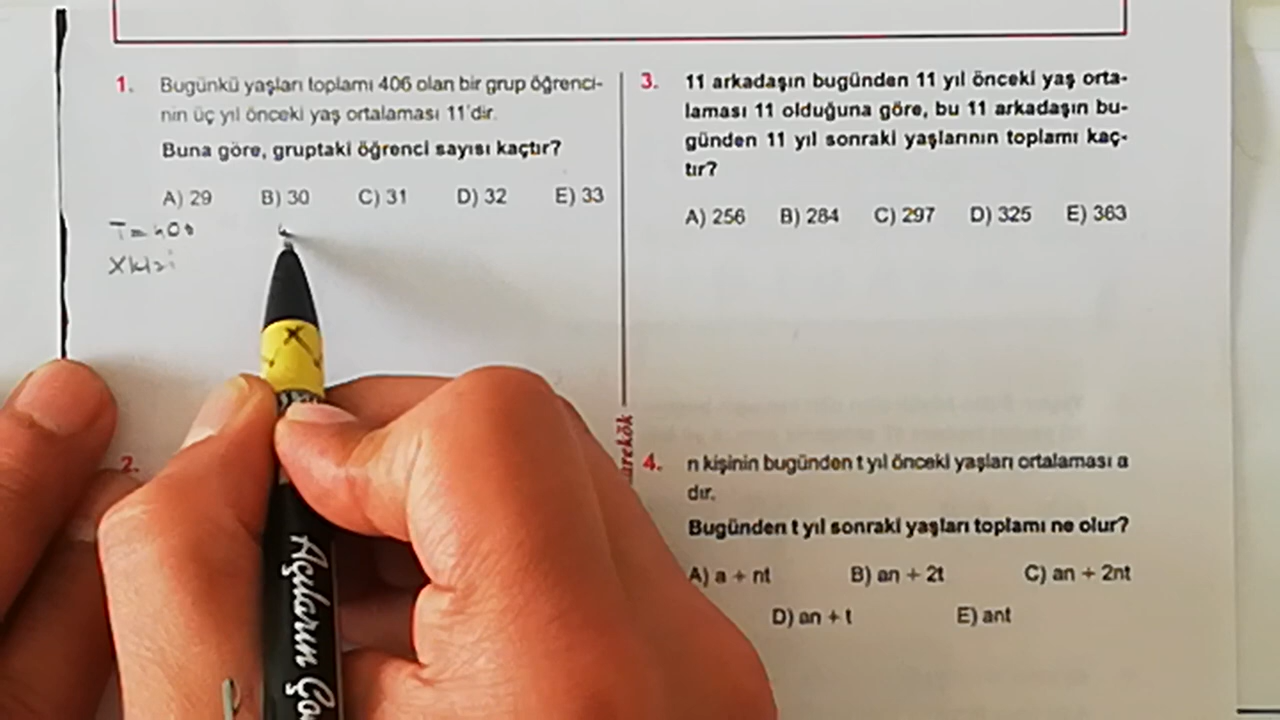 1. Bugünkü yaşları toplamı 406 olan bir grup öğrenci-
nin üç yıl önceki yaş ortalaması 11'dir.
Buna göre, gruptaki öğrenci sayısı kaçtır?
A) 29 B) 30 C) 31 D) 32 E) 33
T = 406
X kişi
2.
3. 11 arkadaşın bugünden 11 yıl önceki yaş orta-
laması 11 olduğuna göre, bu 11 arkadaşın bu-
günden 11 yıl sonraki yaşlarının toplamı kaç-
tır?
A) 256 B) 284 C) 297 D) 325 E) 363
4. n kişinin bugünden t yıl önceki yaşları ortalaması a
dır.
Bugünden t yıl sonraki yaşları toplamı ne olur?
A) a + nt B) an + 2t C) an + 2nt
D) an + t E) ant
Açıların